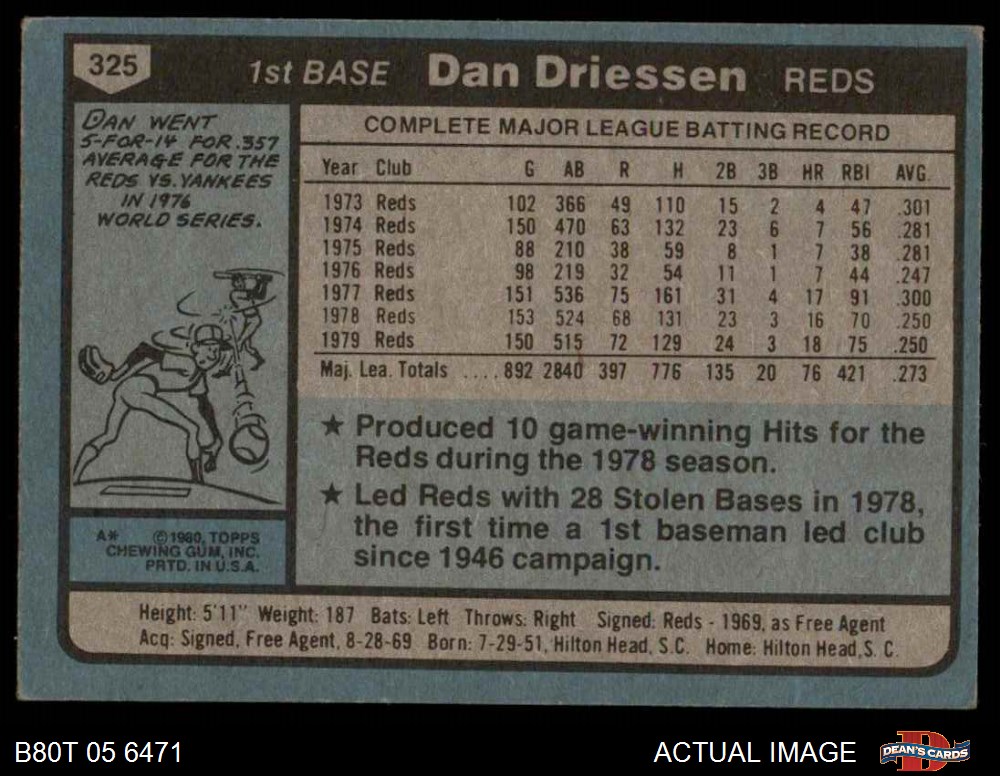 325 1st BASE Dan Driessen REDS
DAN WENT
5-FOR-14 FOR .357
AVERAGE FOR THE
REDS VS. YANKEES
IN 1976
WORLD SERIES.
A* ©1980, TOPPS
CHEWING GUM, INC.
PRTD. IN U.S.A.
COMPLETE MAJOR LEAGUE BATTING RECORD
Year Club G AB R H 2B 3B HR RBI AVG.
1973 Reds 102 366 49 110 15 2 4 47 .301
1974 Reds 150 470 63 132 23 6 7 56 .281
1975 Reds 88 210 38 59 8 1 7 38 .281
1976 Reds 98 219 32 54 11 1 7 44 .247
1977 Reds 151 536 75 161 31 4 17 91 .300
1978 Reds 153 524 68 131 23 3 16 70 .250
1979 Reds 150 515 72 129 24 3 18 75 .250
Maj. Lea. Totals .... 892 2840 397 776 135 20 76 421 .273
★ Produced 10 game-winning Hits for the
Reds during the 1978 season.
★ Led Reds with 28 Stolen Bases in 1978,
the first time a 1st baseman led club
since 1946 campaign.
Height: 5'11" Weight: 187 Bats: Left Throws: Right Signed: Reds - 1969, as Free Agent
Acq: Signed, Free Agent, 8-28-69 Born: 7-29-51, Hilton Head, S.C. Home: Hilton Head, S. C.
B80T 05 6471 ACTUAL IMAGE D DEAN'S CARDS